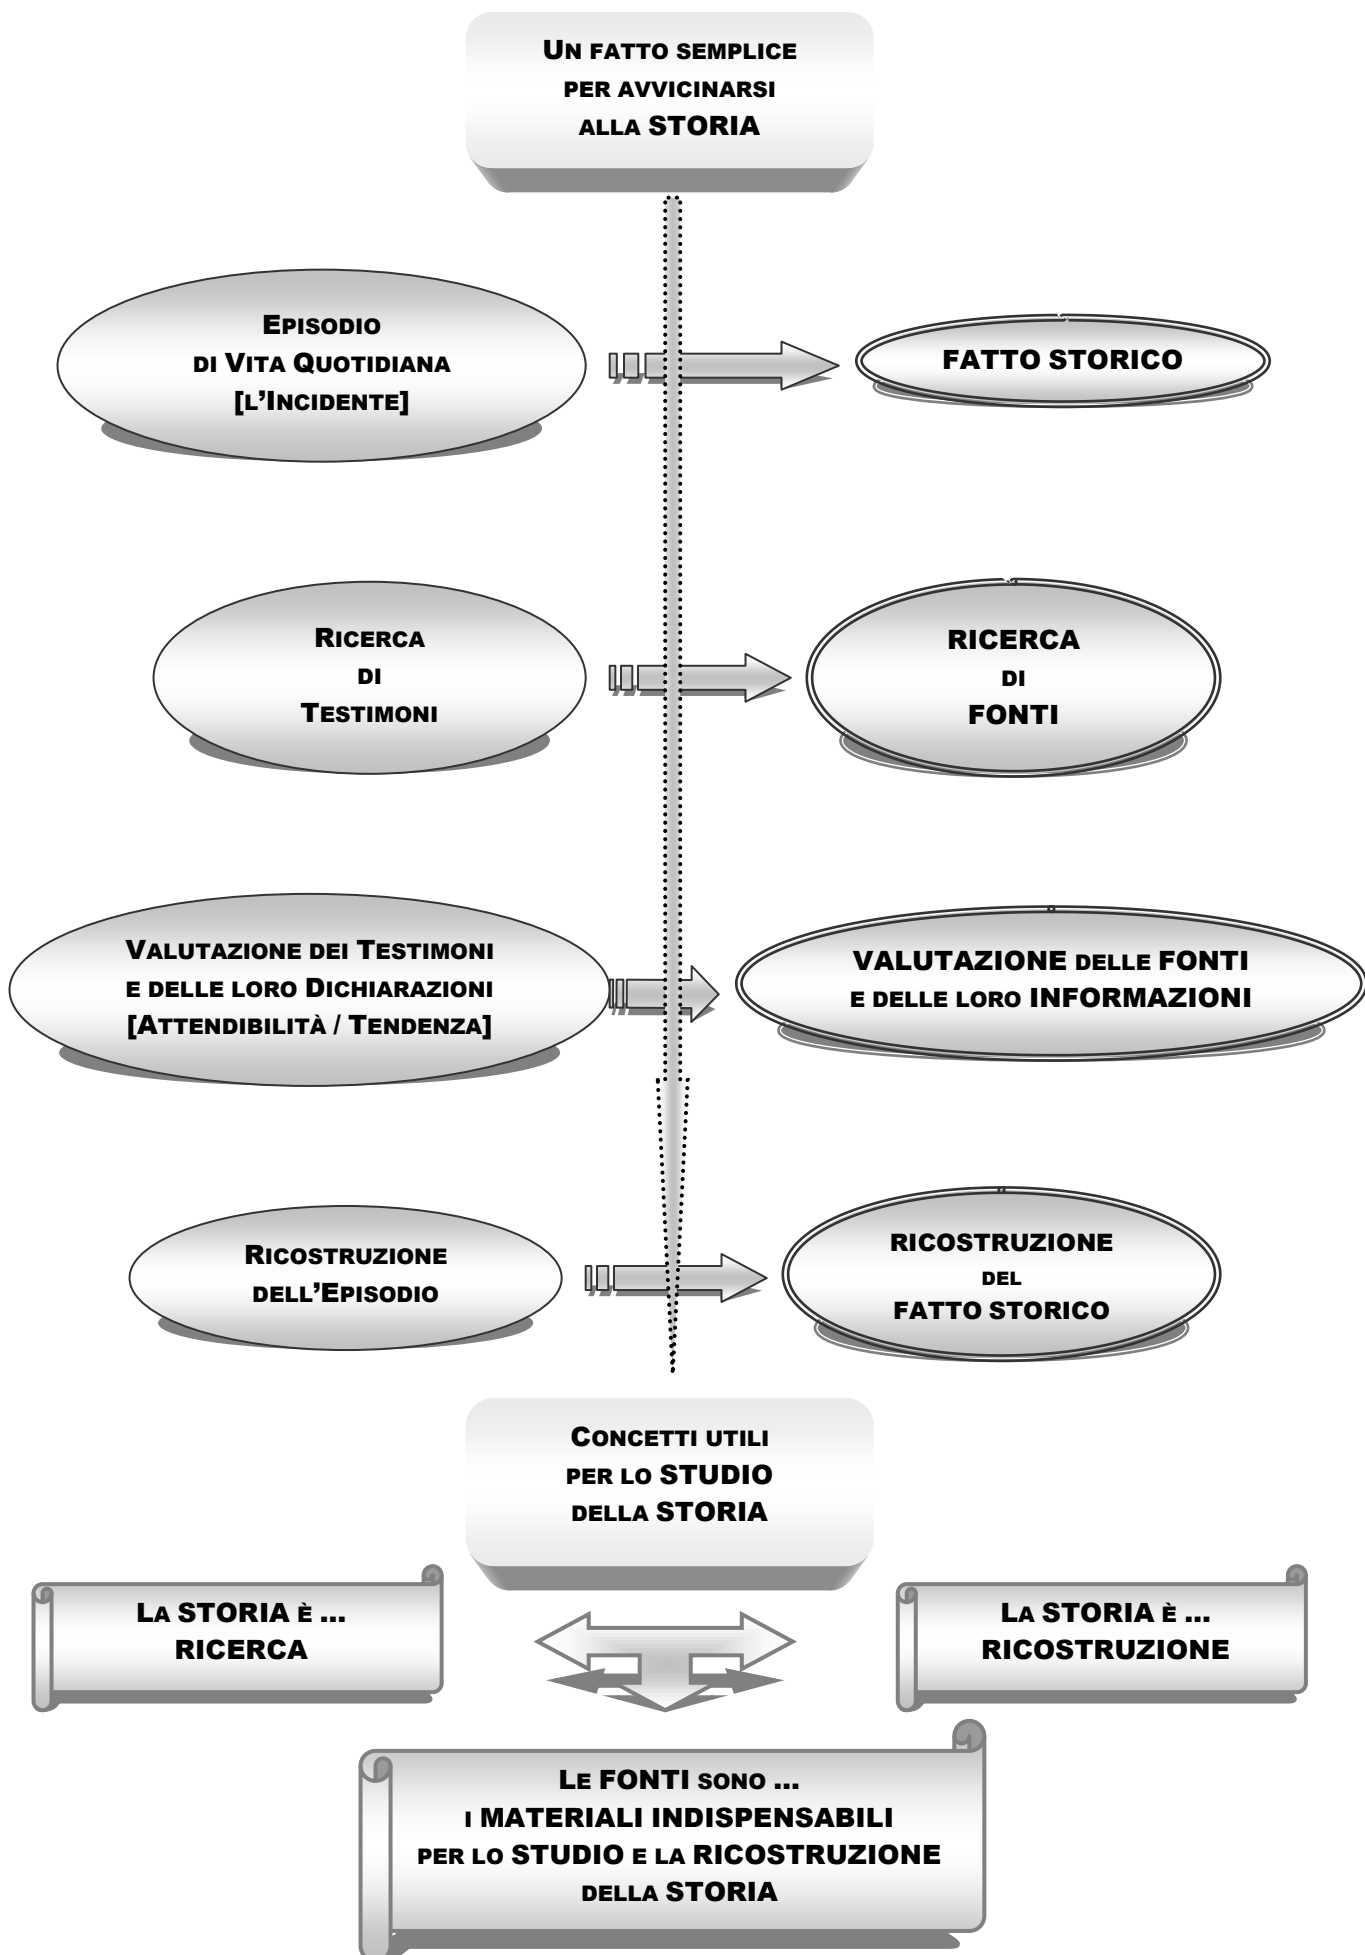 UN FATTO SEMPLICE
PER AVVICINARSI
ALLA STORIA
EPISODIO
DI VITA QUOTIDIANA
[L'INCIDENTE]
FATTO STORICO
RICERCA
DI
TESTIMONI
RICERCA
DI
FONTI
VALUTAZIONE DEI TESTIMONI
E DELLE LORO DICHIARAZIONI
[ATTENDIBILITÀ / TENDENZA]
VALUTAZIONE DELLE FONTI
E DELLE LORO INFORMAZIONI
RICOSTRUZIONE
DELL'EPISODIO
RICOSTRUZIONE
DEL
FATTO STORICO
CONCETTI UTILI
PER LO STUDIO
DELLA STORIA
LA STORIA È ...
RICERCA
LA STORIA È ...
RICOSTRUZIONE
LE FONTI SONO ...
I MATERIALI INDISPENSABILI
PER LO STUDIO E LA RICOSTRUZIONE
DELLA STORIA